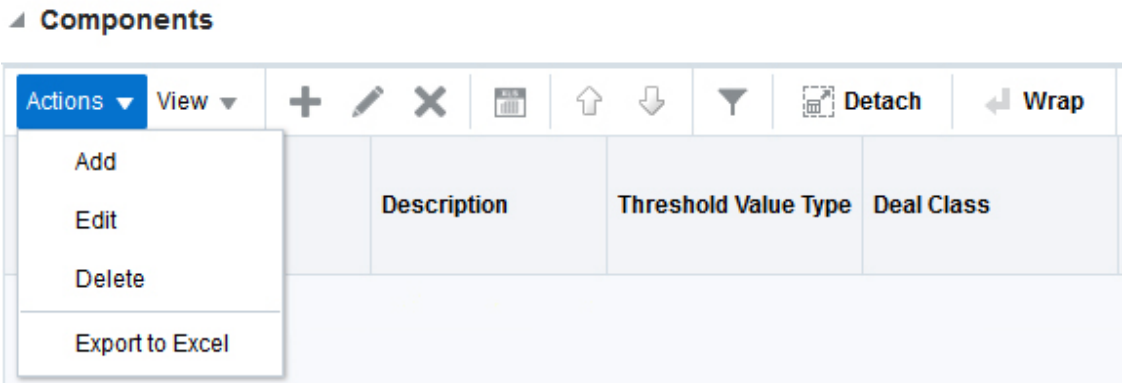 Components
Actions View Detach Wrap
Add
Edit
Delete
Export to Excel
Description Threshold Value Type Deal Class